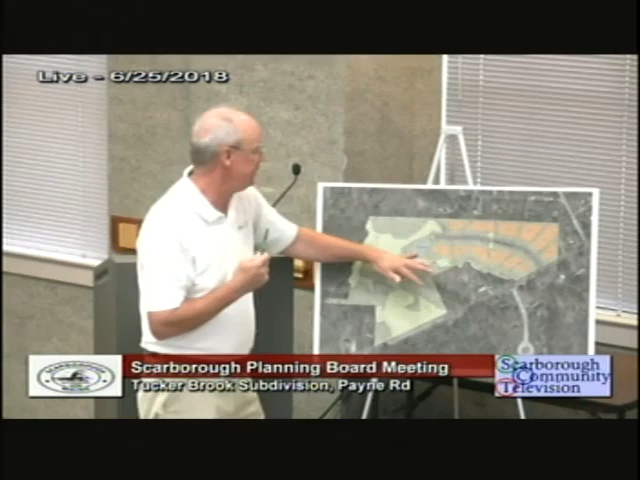 Live - 6/25/2018
Scarborough Planning Board Meeting
Tucker Brook Subdivision, Payne Rd
Scarborough
Community
Television